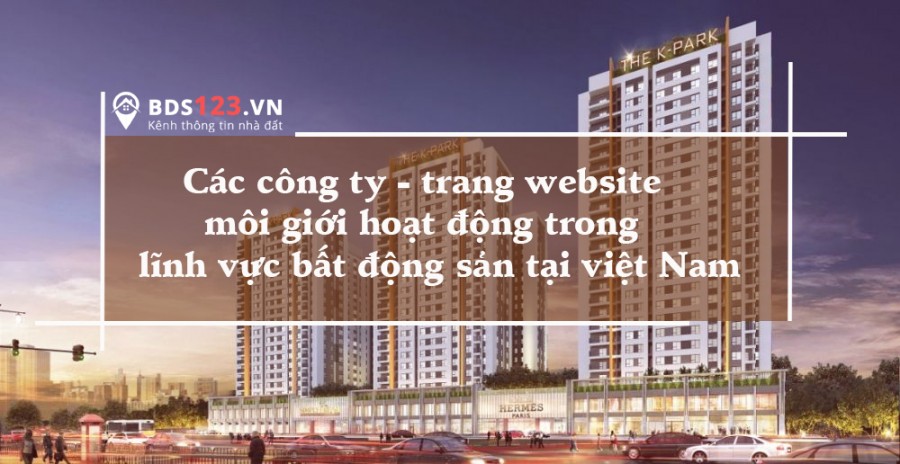 THE K-PARK
BDS123.VN
Kênh thông tin nhà đất
THE K-PARK
Các công ty - trang website
môi giới hoạt động trong
lĩnh vực bất động sản tại việt Nam
HERMES
PARIS